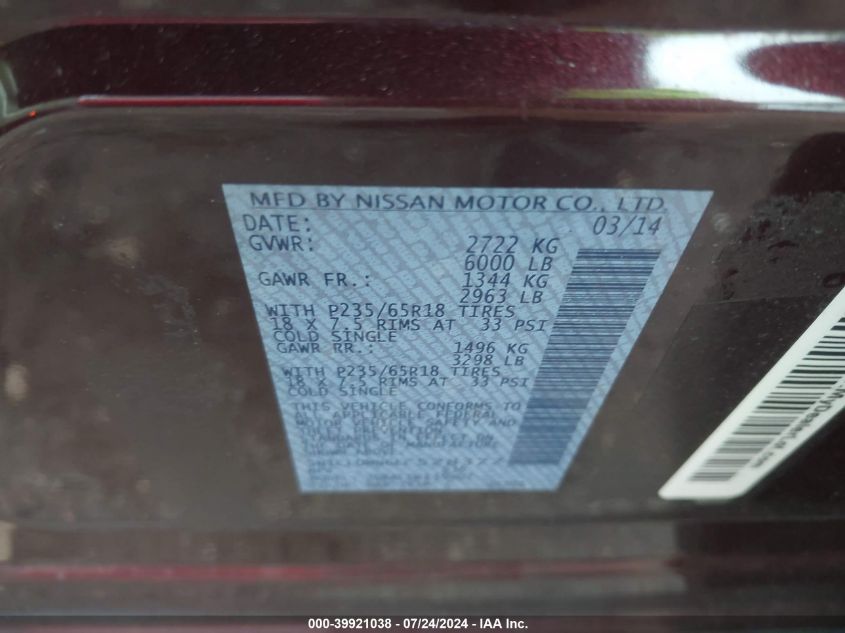 MFD BY NISSAN MOTOR CO., LTD.
DATE: 03/14
GVWR: 2722 KG
6000 LB
GAWR FR.: 1344 KG
2963 LB
WITH P235/65R18 TIRES
18 X 7.5 RIMS AT 33 PSI
COLD SINGLE
GAWR RR.: 1496 KG
3298 LB
WITH P235/65R18 TIRES
18 X 7.5 RIMS AT 33 PSI
COLD SINGLE
THIS VEHICLE CONFORMS TO
ALL APPLICABLE FEDERAL
MOTOR VEHICLE SAFETY AND
STANDARDS IN EFFECT ON
SHOWN ABOVE
000-39921038 / 07/24/2024 - IAA Inc.